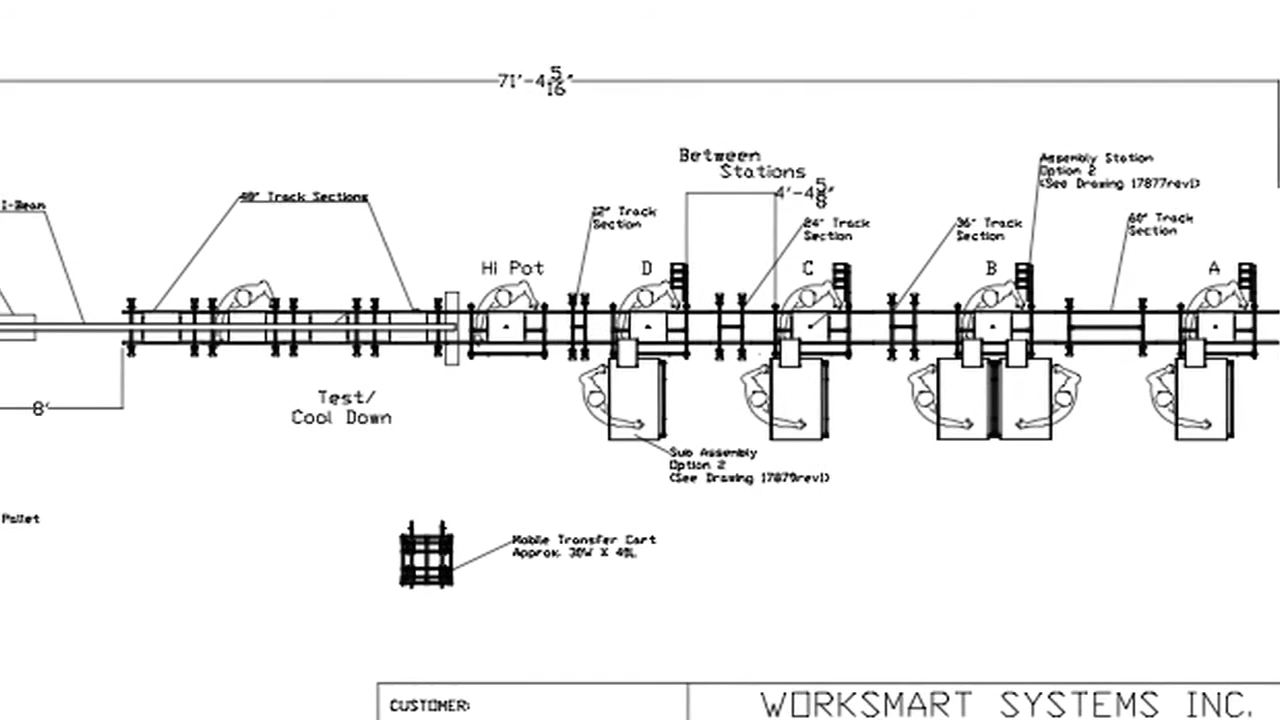 71'-4 5/16"
Between
Stations
4'-4 5/8"
Assembly Station
Option 2
(See Drawing 17877rev1)
I-Beam
48" Track Sections
12" Track
Section
24" Track
Section
36" Track
Section
60" Track
Section
Hi Pot
D
C
B
A
8'
Test/
Cool Down
Sub Assembly
Option 2
(See Drawing 17879rev1)
Pallet
Mobile Transfer Cart
Approx. 30W X 48L
CUSTOMER:
WORKSMART SYSTEMS INC.